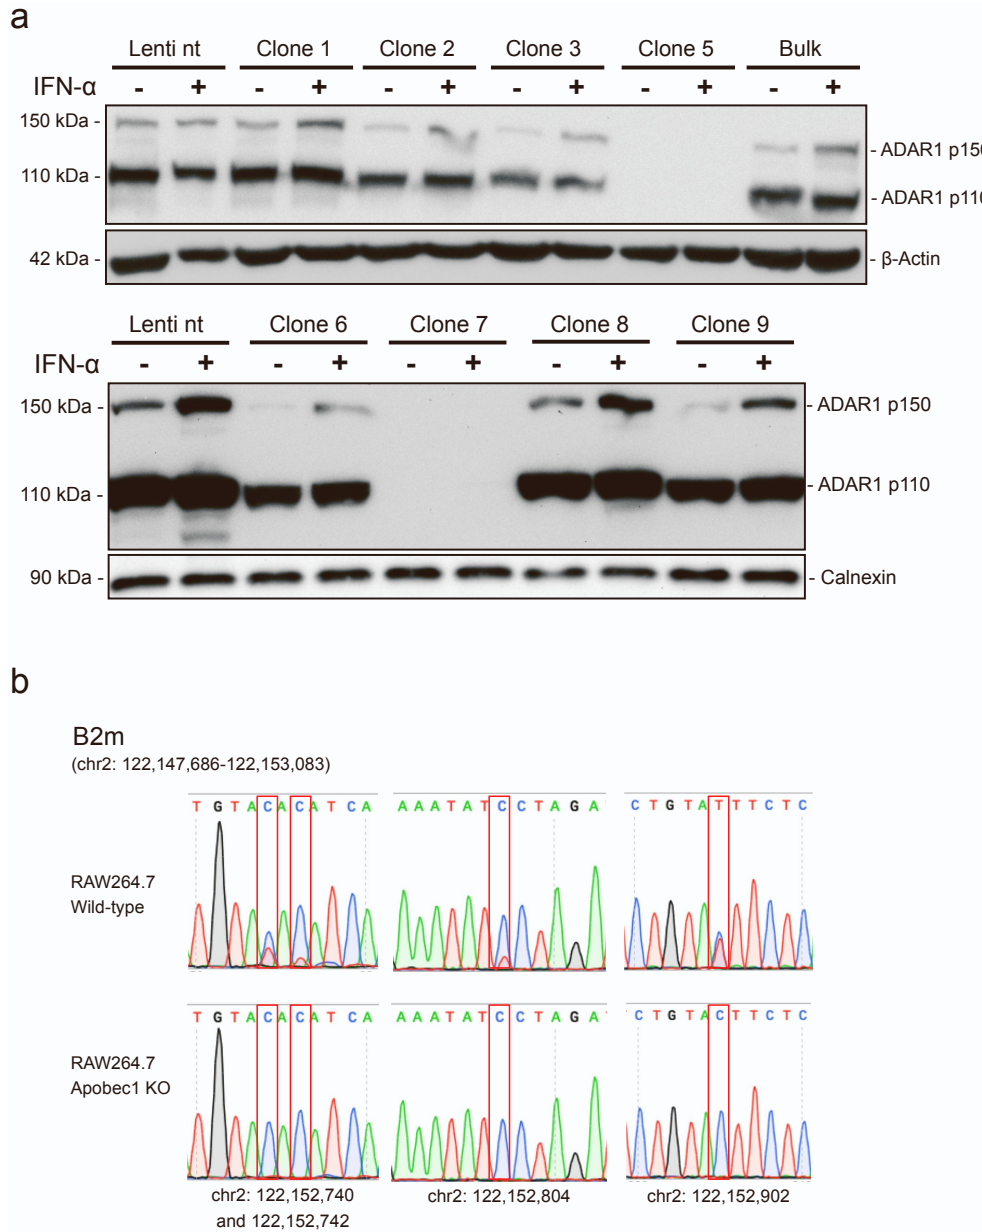 a
Lenti nt Clone 1 Clone 2 Clone 3 Clone 5 Bulk
IFN-α - + - + - + - + - + - +
150 kDa -
- ADAR1 p150
110 kDa -
- ADAR1 p110
42 kDa - - β-Actin
Lenti nt Clone 6 Clone 7 Clone 8 Clone 9
IFN-α - + - + - + - + - +
150 kDa - - ADAR1 p150
110 kDa - - ADAR1 p110
90 kDa - - Calnexin
b
B2m
(chr2: 122,147,686-122,153,083)
T G T A C A C A T C A A A A T A T C C T A G A C T G T A T T T C T C
RAW264.7
Wild-type
T G T A C A C A T C A A A A T A T C C T A G A C T G T A C T T C T C
RAW264.7
Apobec1 KO
chr2: 122,152,740 chr2: 122,152,804 chr2: 122,152,902
and 122,152,742